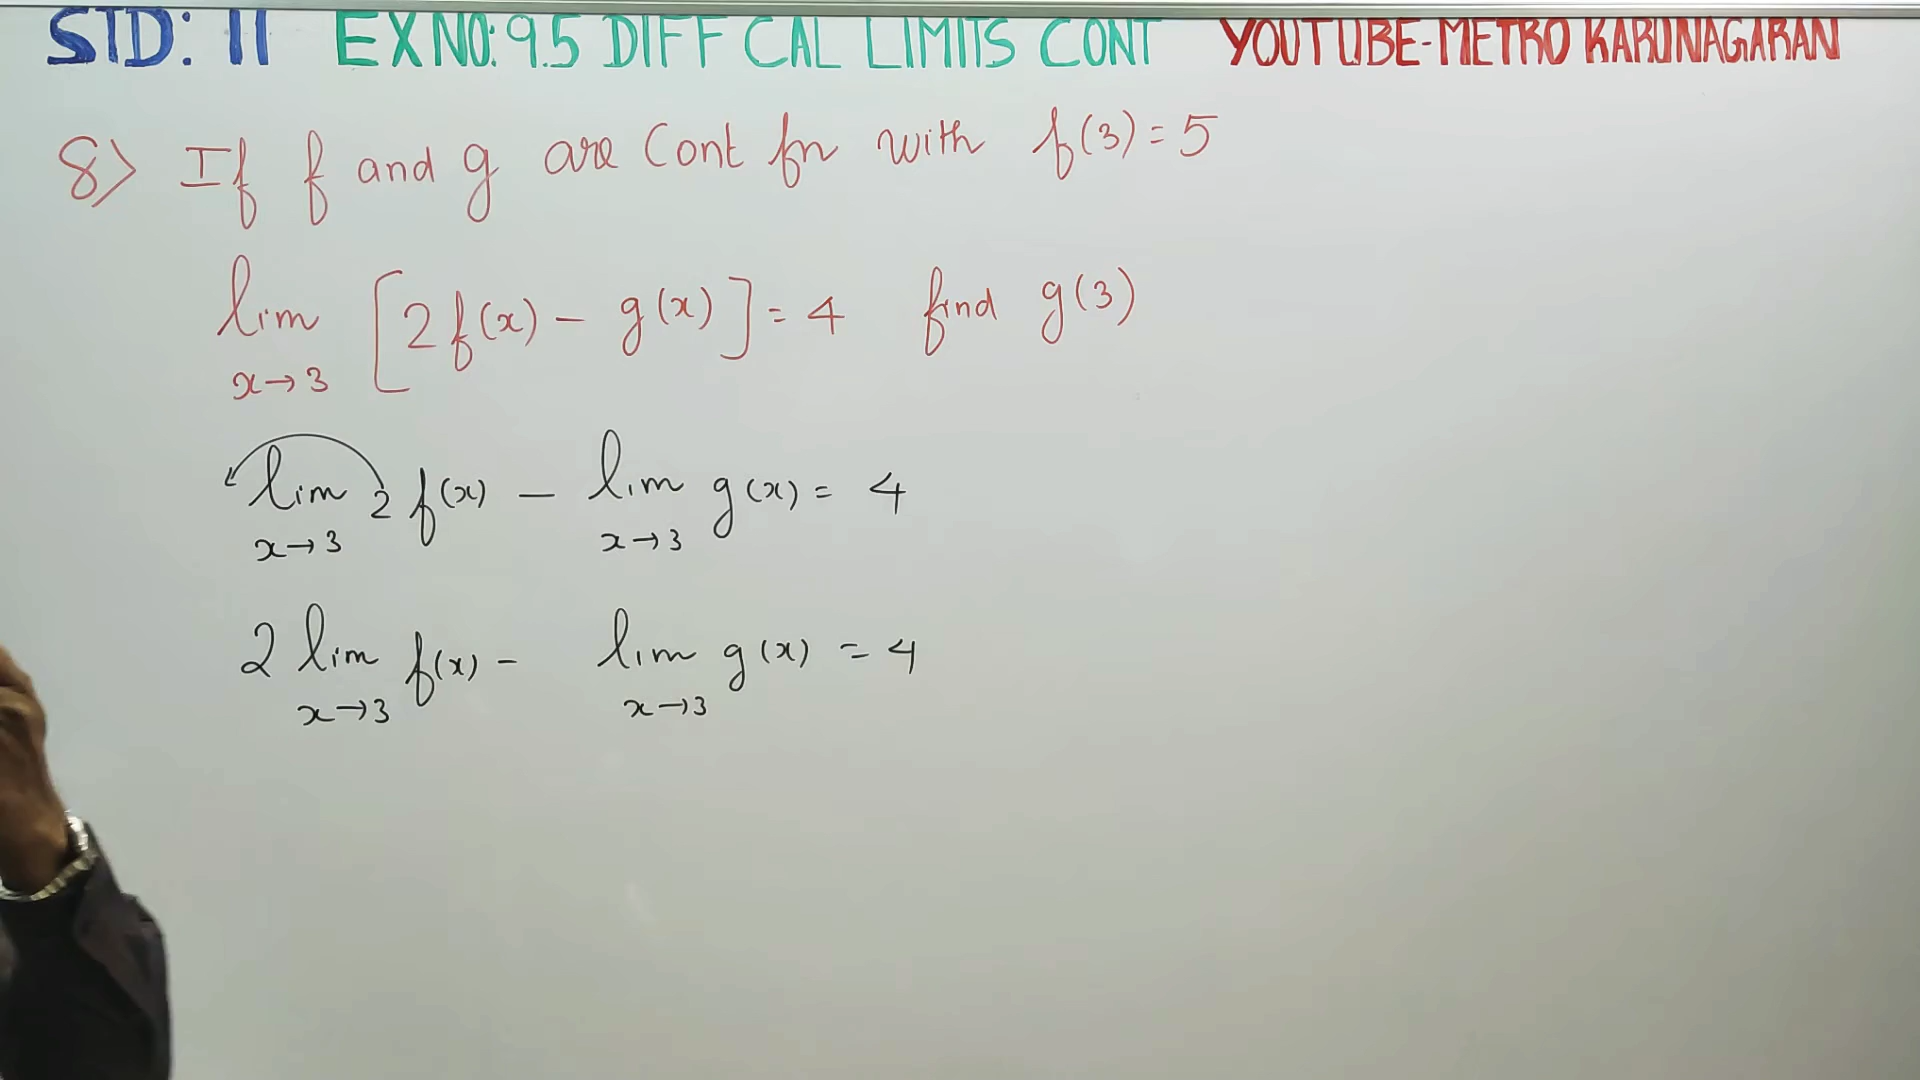 STD: 11 EX NO: 9.5 DIFF CAL LIMITS CONT YOUTUBE-METRO KARUNAGARAN
8) If f and g are Cont fn with f(3) = 5
lim [2f(x) - g(x)] = 4 find g(3)
x→3
lim 2 f(x) - lim g(x) = 4
x→3 x→3
2 lim f(x) - lim g(x) = 4
x→3 x→3